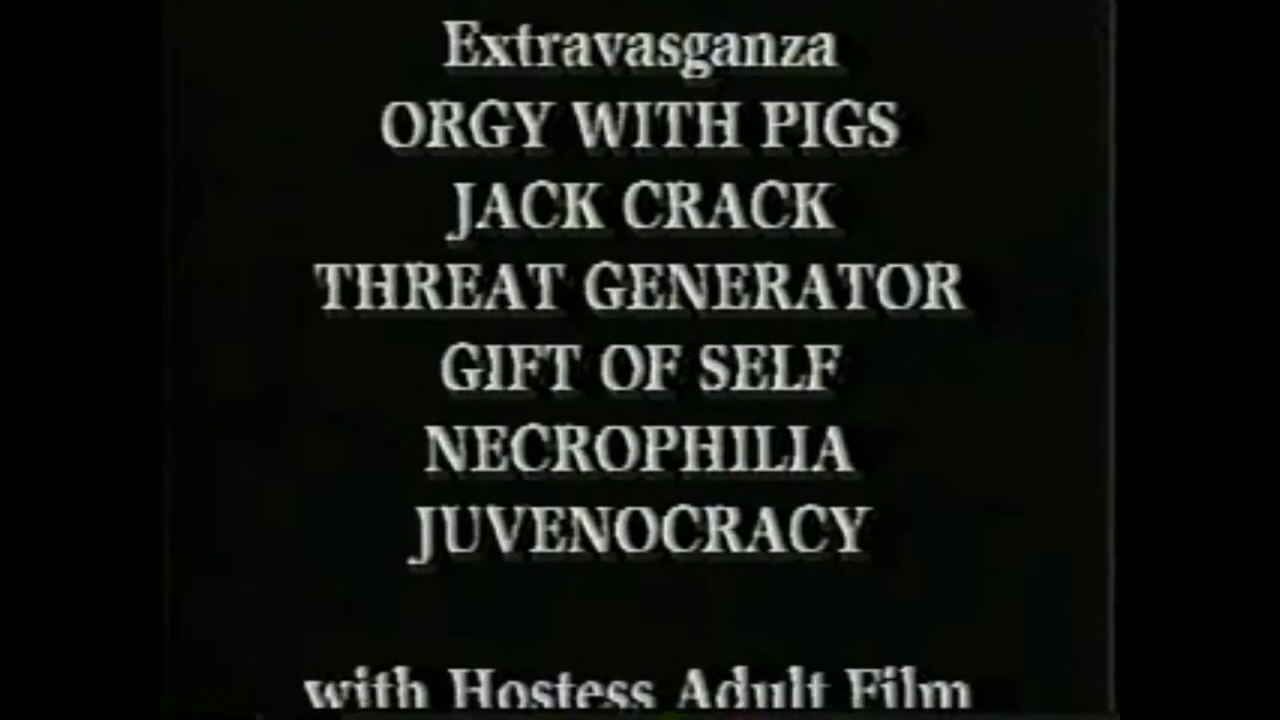 Extravasganza
ORGY WITH PIGS
JACK CRACK
THREAT GENERATOR
GIFT OF SELF
NECROPHILIA
JUVENOCRACY
with Hostess Adult Film